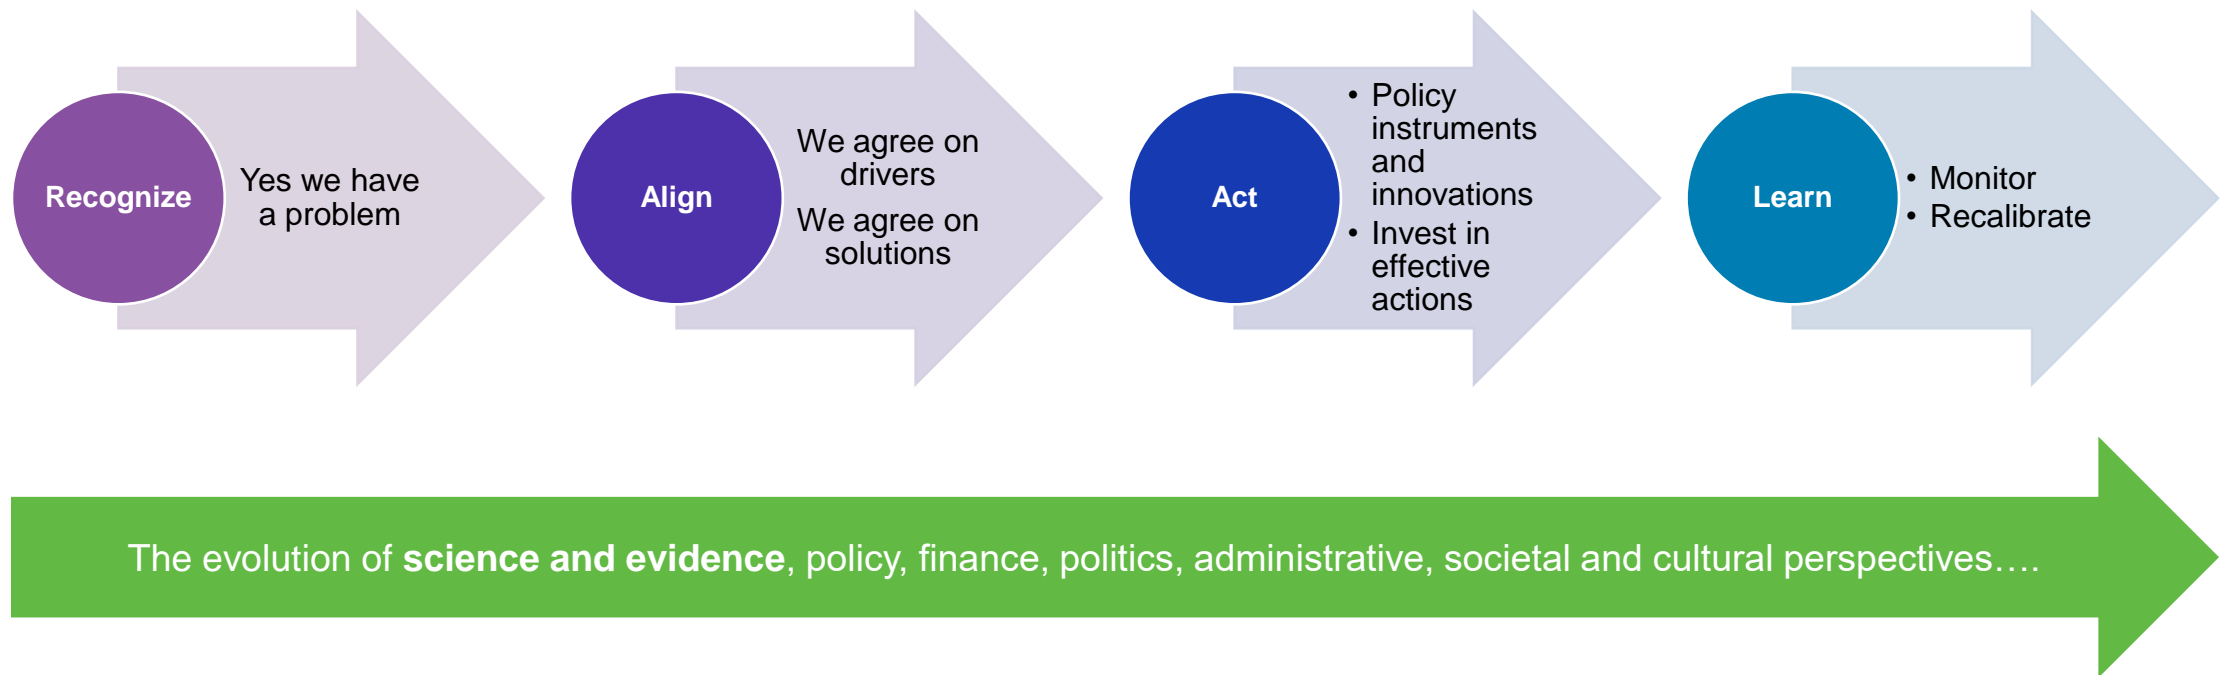 Recognize
Yes we have
a problem
Align
We agree on
drivers
We agree on
solutions
Act
• Policy
instruments
and
innovations
• Invest in
effective
actions
Learn
• Monitor
• Recalibrate
The evolution of science and evidence, policy, finance, politics, administrative, societal and cultural perspectives….